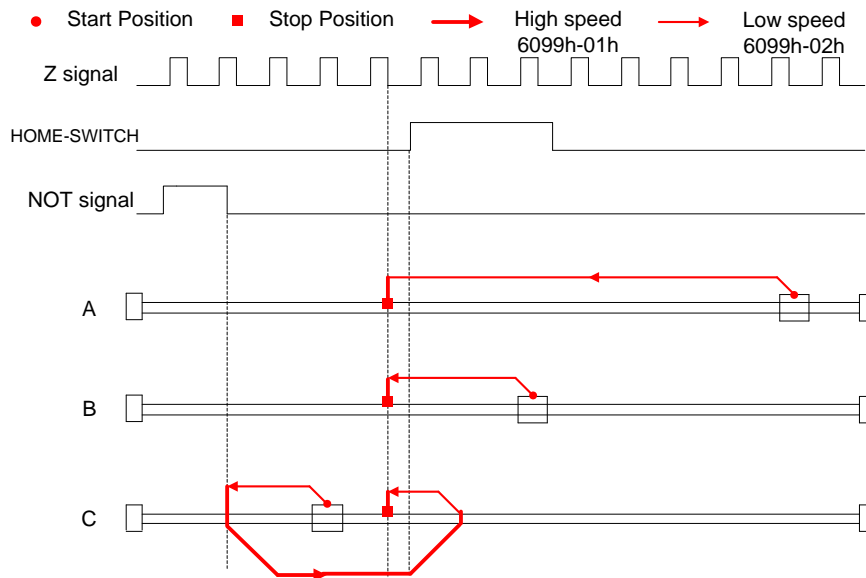 Start Position
Stop Position
High speed
6099h-01h
Low speed
6099h-02h
Z signal
HOME-SWITCH
NOT signal
A
B
C